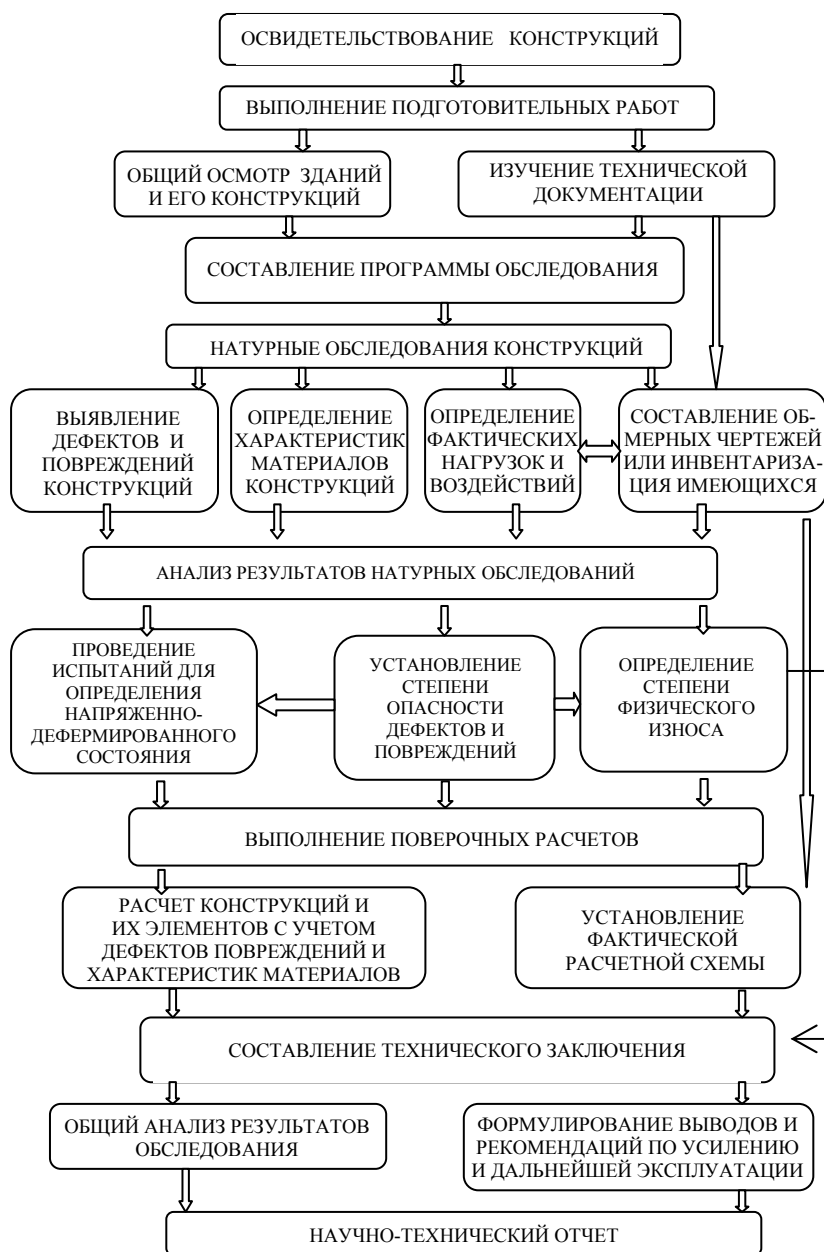 ОСВИДЕТЕЛЬСТВОВАНИЕ КОНСТРУКЦИЙ
ВЫПОЛНЕНИЕ ПОДГОТОВИТЕЛЬНЫХ РАБОТ
ОБЩИЙ ОСМОТР ЗДАНИЙ
И ЕГО КОНСТРУКЦИЙ
ИЗУЧЕНИЕ ТЕХНИЧЕСКОЙ
ДОКУМЕНТАЦИИ
СОСТАВЛЕНИЕ ПРОГРАММЫ ОБСЛЕДОВАНИЯ
НАТУРНЫЕ ОБСЛЕДОВАНИЯ КОНСТРУКЦИЙ
ВЫЯВЛЕНИЕ
ДЕФЕКТОВ И
ПОВРЕЖДЕНИЙ
КОНСТРУКЦИЙ
ОПРЕДЕЛЕНИЕ
ХАРАКТЕРИСТИК
МАТЕРИАЛОВ
КОНСТРУКЦИЙ
ОПРЕДЕЛЕНИЕ
ФАКТИЧЕСКИХ
НАГРУЗОК И
ВОЗДЕЙСТВИЙ
СОСТАВЛЕНИЕ ОБ-
МЕРНЫХ ЧЕРТЕЖЕЙ
ИЛИ ИНВЕНТАРИЗА-
ЦИЯ ИМЕЮЩИХСЯ
АНАЛИЗ РЕЗУЛЬТАТОВ НАТУРНЫХ ОБСЛЕДОВАНИЙ
ПРОВЕДЕНИЕ
ИСПЫТАНИЙ ДЛЯ
ОПРЕДЕЛЕНИЯ
НАПРЯЖЕННО-
ДЕФЕРМИРОВАННОГО
СОСТОЯНИЯ
УСТАНОВЛЕНИЕ
СТЕПЕНИ
ОПАСНОСТИ
ДЕФЕКТОВ И
ПОВРЕЖДЕНИЙ
ОПРЕДЕЛЕНИЕ
СТЕПЕНИ
ФИЗИЧЕСКОГО
ИЗНОСА
ВЫПОЛНЕНИЕ ПОВЕРОЧНЫХ РАСЧЕТОВ
РАСЧЕТ КОНСТРУКЦИЙ И
ИХ ЭЛЕМЕНТОВ С УЧЕТОМ
ДЕФЕКТОВ ПОВРЕЖДЕНИЙ И
ХАРАКТЕРИСТИК МАТЕРИАЛОВ
УСТАНОВЛЕНИЕ
ФАКТИЧЕСКОЙ
РАСЧЕТНОЙ СХЕМЫ
СОСТАВЛЕНИЕ ТЕХНИЧЕСКОГО ЗАКЛЮЧЕНИЯ
ОБЩИЙ АНАЛИЗ РЕЗУЛЬТАТОВ
ОБСЛЕДОВАНИЯ
ФОРМУЛИРОВАНИЕ ВЫВОДОВ И
РЕКОМЕНДАЦИЙ ПО УСИЛЕНИЮ
И ДАЛЬНЕЙШЕЙ ЭКСПЛУАТАЦИИ
НАУЧНО-ТЕХНИЧЕСКИЙ ОТЧЕТ